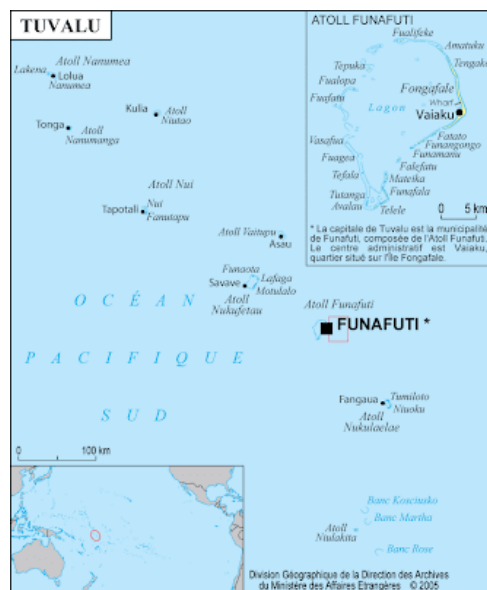 TUVALU
Atoll Nanumea
Lakena
Lolua
Nanumea
Kulia
Atoll
Niutao
Tonga
Atoll
Nanumanga
Atoll Nui
Tapotali
Nui
Fanutapu
Atoll Vaitupu
Asau
Funaota
Savave
Lafaga
Motulalo
Atoll
Nukufetau
Atoll Funafuti
FUNAFUTI *
OCÉAN
PACIFIQUE
SUD
Fangaua
Tumiloto
Niuoku
Atoll
Nukulaelae
0 100 km
Banc Kosciusko
Banc Martha
Atoll
Niulakita
Banc Rose
ATOLL FUNAFUTI
Fualifeke
Amatuku
Tengako
Tepuka
Fualopa
Fuafatu
Fongafale
Wharf
Lagon
Vaiaku
Vasafua
Fatato
Funangongo
Funamanu
Fuagea
Falefatu
Tefala
Mateika
Funafala
Tutanga
Avalau
Telele
0 5 km
* La capitale de Tuvalu est la municipalité
de Funafuti, composée de l'Atoll Funafuti.
Le centre administratif est Vaiaku,
quartier situé sur l'île Fongafale.
Division Géographique de la Direction des Archives
du Ministère des Affaires Etrangères © 2005